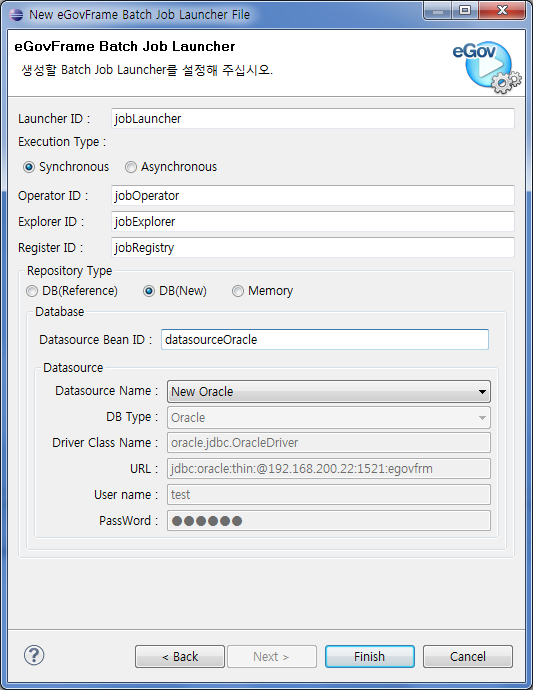 New eGovFrame Batch Job Launcher File
eGovFrame Batch Job Launcher
생성할 Batch Job Launcher를 설정해 주십시오.
eGov
Launcher ID : jobLauncher
Execution Type :
Synchronous Asynchronous
Operator ID : jobOperator
Explorer ID : jobExplorer
Register ID : jobRegistry
Repository Type
DB(Reference) DB(New) Memory
Database
Datasource Bean ID : datasourceOracle
Datasource
Datasource Name : New Oracle
DB Type : Oracle
Driver Class Name : oracle.jdbc.OracleDriver
URL : jdbc:oracle:thin:@192.168.200.22:1521:egovfrm
User name : test
PassWord : ●●●●●●
? < Back Next > Finish Cancel